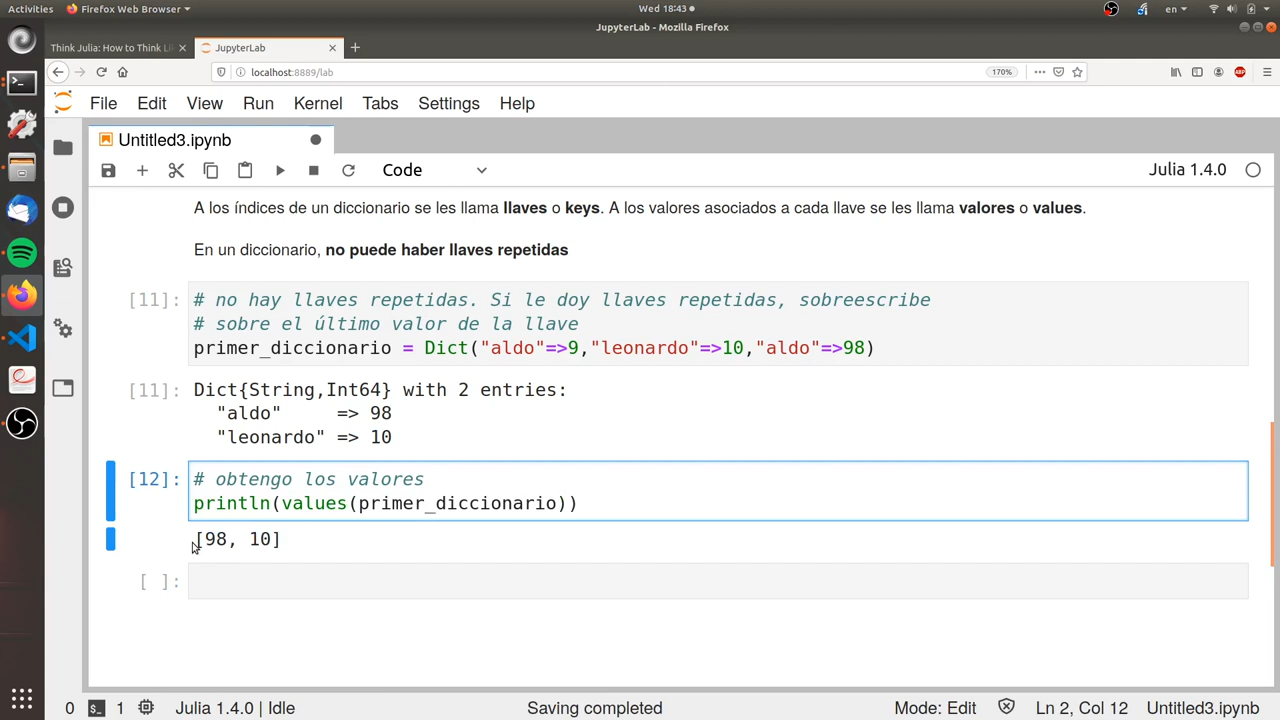 Activities Firefox Web Browser Wed 18:43 en
JupyterLab - Mozilla Firefox
Think Julia: How to Think Li JupyterLab
localhost:8889/lab 170% ABP
File Edit View Run Kernel Tabs Settings Help
Untitled3.ipynb
Code Julia 1.4.0
A los índices de un diccionario se les llama llaves o keys. A los valores asociados a cada llave se les llama valores o values.
En un diccionario, no puede haber llaves repetidas
[11]: # no hay llaves repetidas. Si le doy llaves repetidas, sobreescribe
# sobre el último valor de la llave
primer_diccionario = Dict("aldo"=>9,"leonardo"=>10,"aldo"=>98)
[11]: Dict{String,Int64} with 2 entries:
"aldo" => 98
"leonardo" => 10
[12]: # obtengo los valores
println(values(primer_diccionario))
[98, 10]
[ ]:
0 1 Julia 1.4.0 | Idle Saving completed Mode: Edit Ln 2, Col 12 Untitled3.ipynb